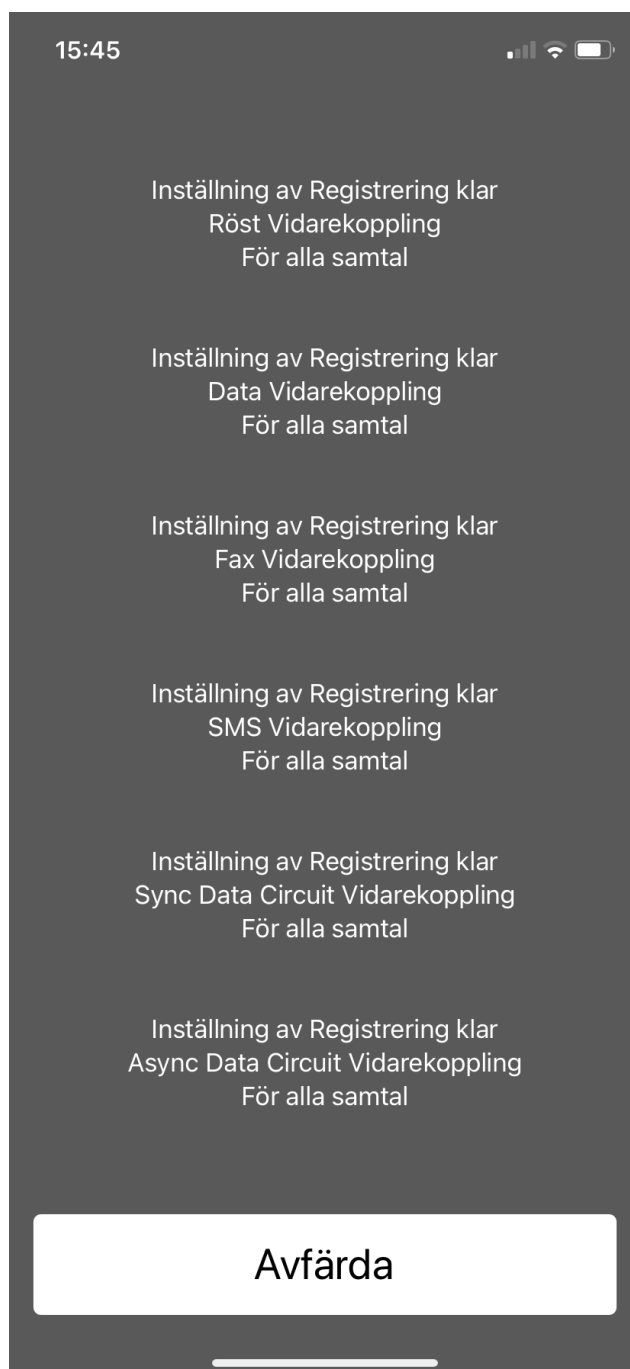 15:45
Inställning av Registrering klar
Röst Vidarekoppling
För alla samtal
Inställning av Registrering klar
Data Vidarekoppling
För alla samtal
Inställning av Registrering klar
Fax Vidarekoppling
För alla samtal
Inställning av Registrering klar
SMS Vidarekoppling
För alla samtal
Inställning av Registrering klar
Sync Data Circuit Vidarekoppling
För alla samtal
Inställning av Registrering klar
Async Data Circuit Vidarekoppling
För alla samtal
Avfärda